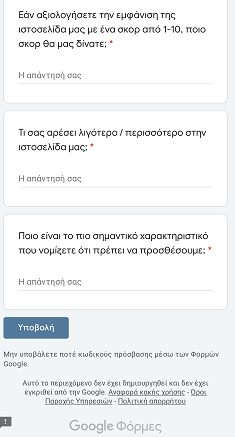 Εάν αξιολογήσετε την εμφάνιση της
ιστοσελίδα μας με ένα σκορ από 1-10, ποιο
σκορ θα μας δίνατε; *
Η απάντησή σας
Τι σας αρέσει λιγότερο / περισσότερο στην
ιστοσελίδα μας; *
Η απάντησή σας
Ποιο είναι το πιο σημαντικό χαρακτηριστικό
που νομίζετε ότι πρέπει να προσθέσουμε; *
Η απάντησή σας
Υποβολή
Μην υποβάλετε ποτέ κωδικούς πρόσβασης μέσω των Φορμών
Google.
Αυτό το περιεχόμενο δεν έχει δημιουργηθεί και δεν έχει
εγκριθεί από την Google. Αναφορά κακής χρήσης - Όροι
Παροχής Υπηρεσιών - Πολιτική απορρήτου
Google Φόρμες